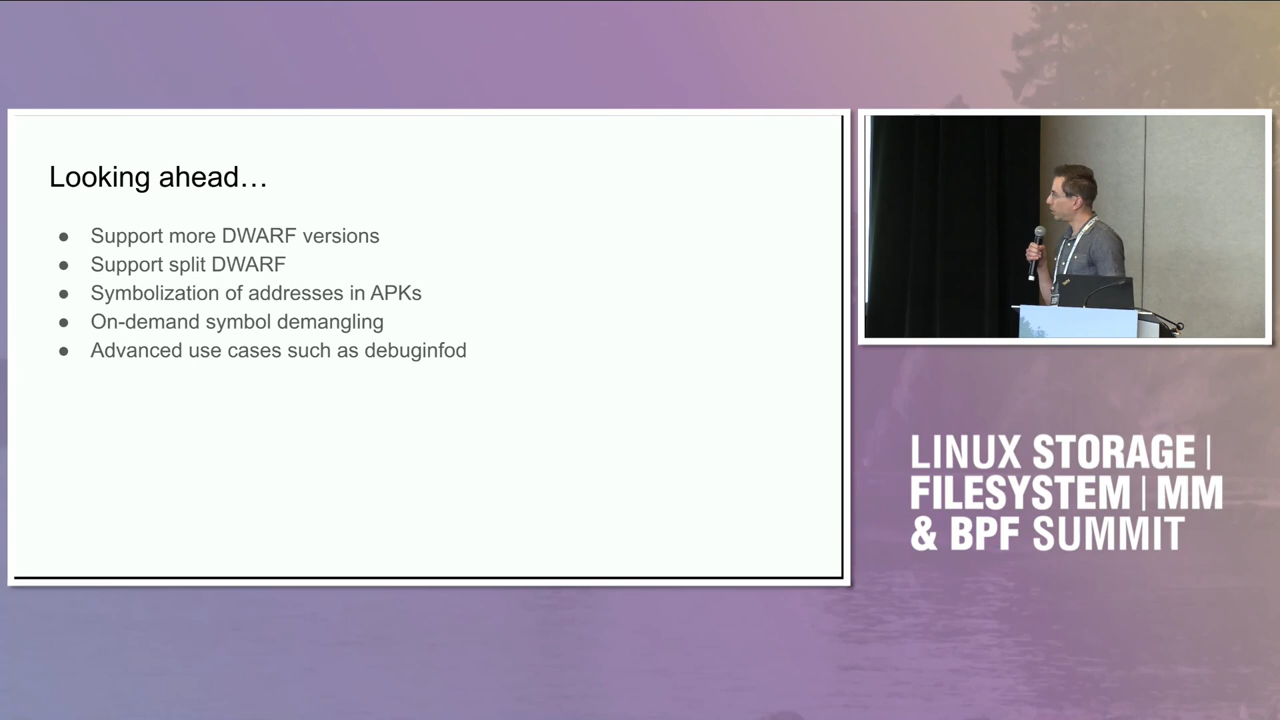 Looking ahead…
● Support more DWARF versions
● Support split DWARF
● Symbolization of addresses in APKs
● On-demand symbol demangling
● Advanced use cases such as debuginfod
LINUX STORAGE |
FILESYSTEM | MM
& BPF SUMMIT